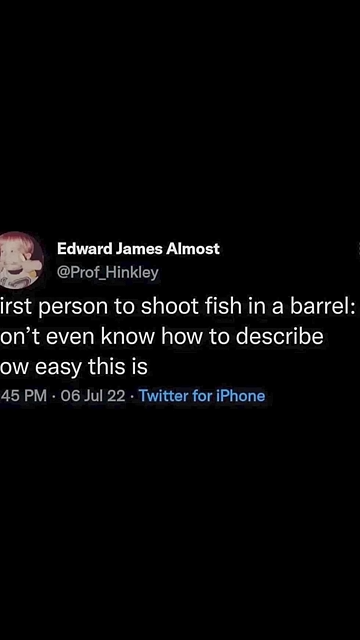 Edward James Almost
@Prof_Hinkley
irst person to shoot fish in a barrel:
on't even know how to describe
ow easy this is
45 PM · 06 Jul 22 · Twitter for iPhone